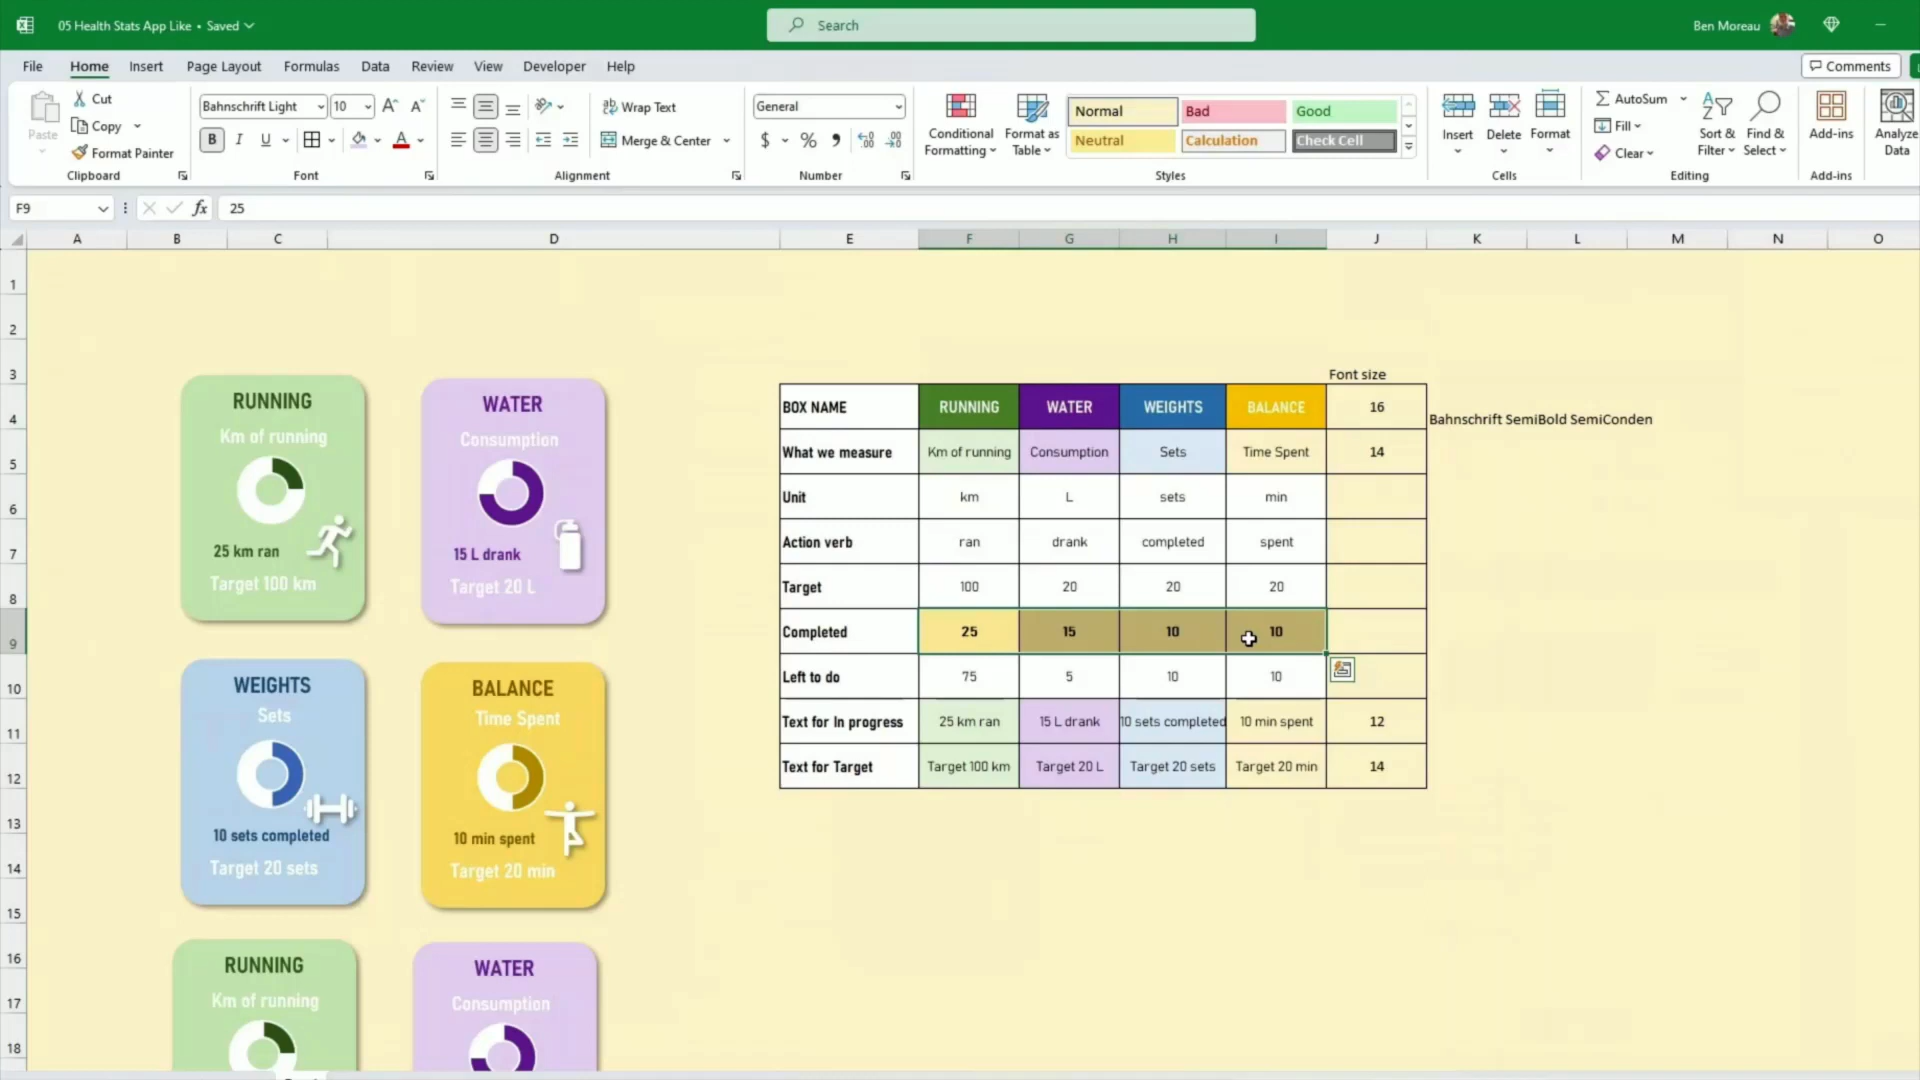 05 Health Stats App Like • Saved
Search
Ben Moreau
File Home Insert Page Layout Formulas Data Review View Developer Help
Comments
Paste
Cut
Copy
Format Painter
Clipboard
Bahnschrift Light 10
B I U
Font
Wrap Text
Merge & Center
Alignment
General
$ % 9
Number
Conditional Formatting
Format as Table
Normal Bad Good
Neutral Calculation Check Cell
Styles
Insert Delete Format
Cells
AutoSum
Fill
Clear
Sort & Filter
Find & Select
Editing
Add-ins
Add-ins
Analyze Data
F9 fx 25
A B C D E F G H I J K L M N O
1
2
3 Font size
4 BOX NAME RUNNING WATER WEIGHTS BALANCE 16 Bahnschrift SemiBold SemiConden
5 What we measure Km of running Consumption Sets Time Spent 14
6 Unit km L sets min
7 Action verb ran drank completed spent
8 Target 100 20 20 20
9 Completed 25 15 10 10
10 Left to do 75 5 10 10
11 Text for In progress 25 km ran 15 L drank 10 sets completed 10 min spent 12
12 Text for Target Target 100 km Target 20 L Target 20 sets Target 20 min 14
13
14
15
16
17
18
RUNNING
Km of running
25 km ran
Target 100 km
WATER
Consumption
15 L drank
Target 20 L
WEIGHTS
Sets
10 sets completed
Target 20 sets
BALANCE
Time Spent
10 min spent
Target 20 min
RUNNING
Km of running
WATER
Consumption